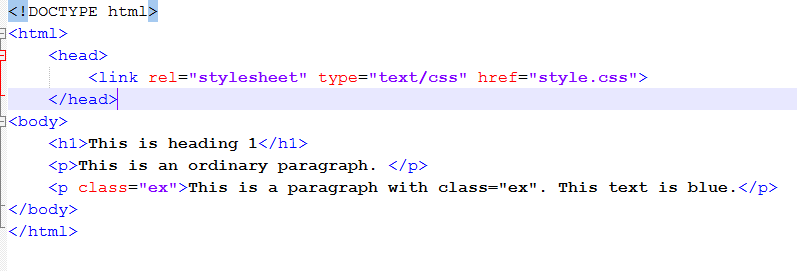 <!DOCTYPE html>
<html>
<head>
<link rel="stylesheet" type="text/css" href="style.css">
</head>
<body>
<h1>This is heading 1</h1>
<p>This is an ordinary paragraph. </p>
<p class="ex">This is a paragraph with class="ex". This text is blue.</p>
</body>
</html>